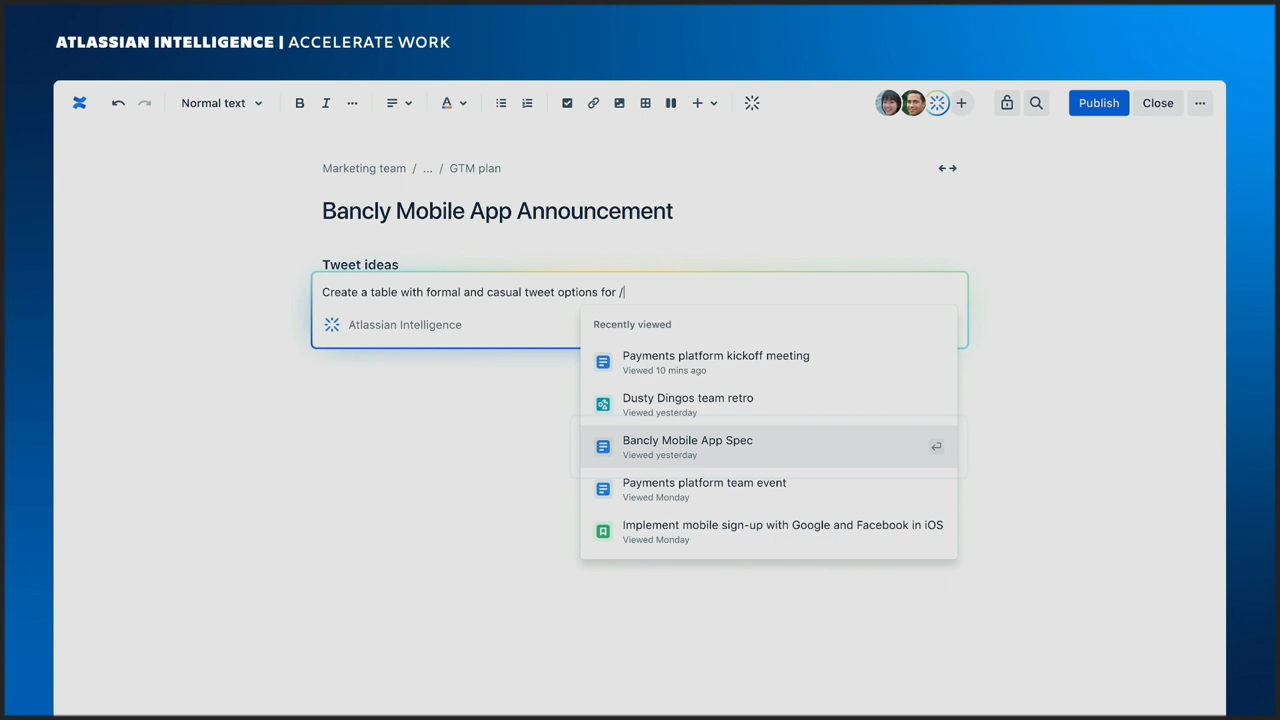 ATLASSIAN INTELLIGENCE | ACCELERATE WORK
Normal text
B
I
A
Publish
Close
Marketing team / ... / GTM plan
Bancly Mobile App Announcement
Tweet ideas
Create a table with formal and casual tweet options for /
Atlassian Intelligence
Recently viewed
Payments platform kickoff meeting
Viewed 10 mins ago
Dusty Dingos team retro
Viewed yesterday
Bancly Mobile App Spec
Viewed yesterday
Payments platform team event
Viewed Monday
Implement mobile sign-up with Google and Facebook in iOS
Viewed Monday